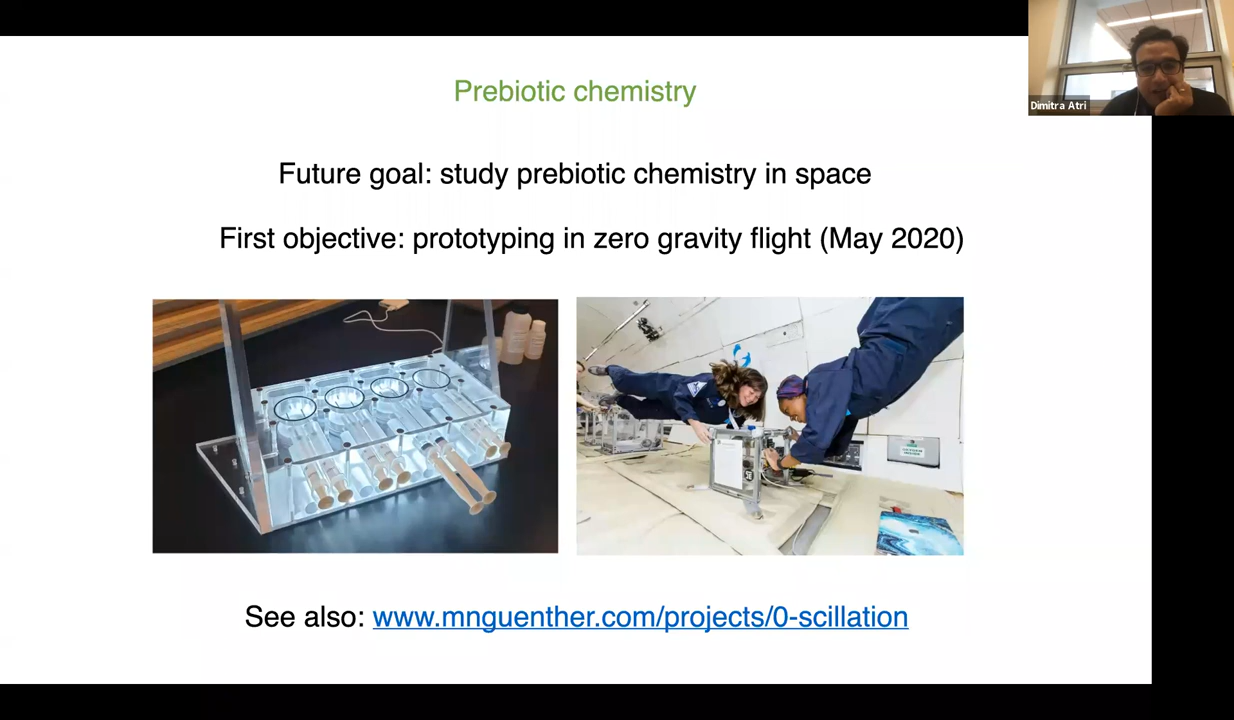 Prebiotic chemistry
Dimitra Atri
Future goal: study prebiotic chemistry in space
First objective: prototyping in zero gravity flight (May 2020)
See also: www.mnguenther.com/projects/0-scillation